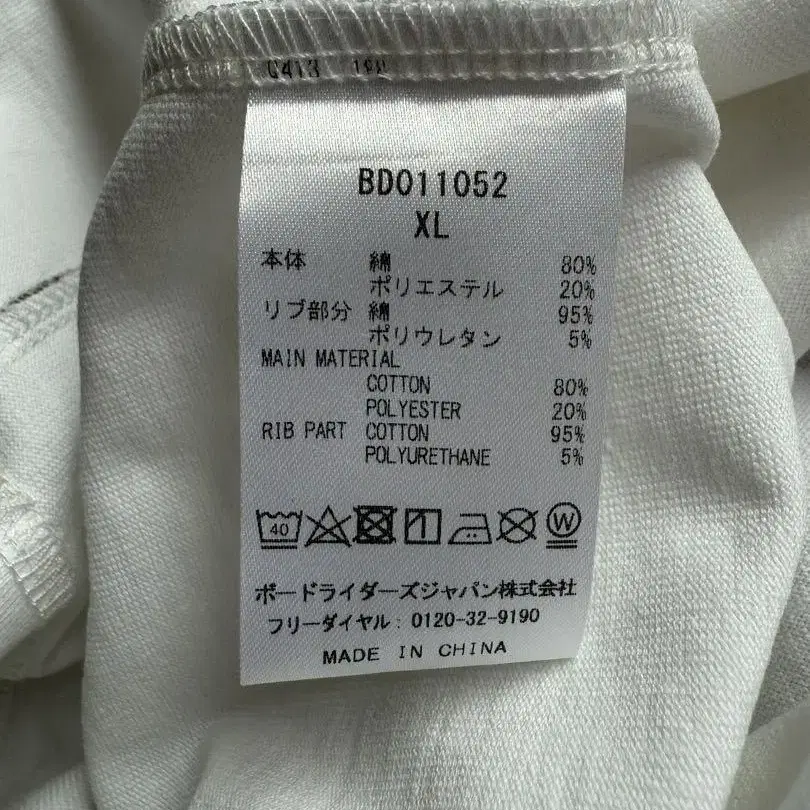 BD011052
XL
本体 綿 80%
ポリエステル 20%
リブ部分 綿 95%
ポリウレタン 5%
MAIN MATERIAL
COTTON 80%
POLYESTER 20%
RIB PART COTTON 95%
POLYURETHANE 5%
40 W
ボードライダーズジャパン株式会社
フリーダイヤル: 0120-32-9190
MADE IN CHINA